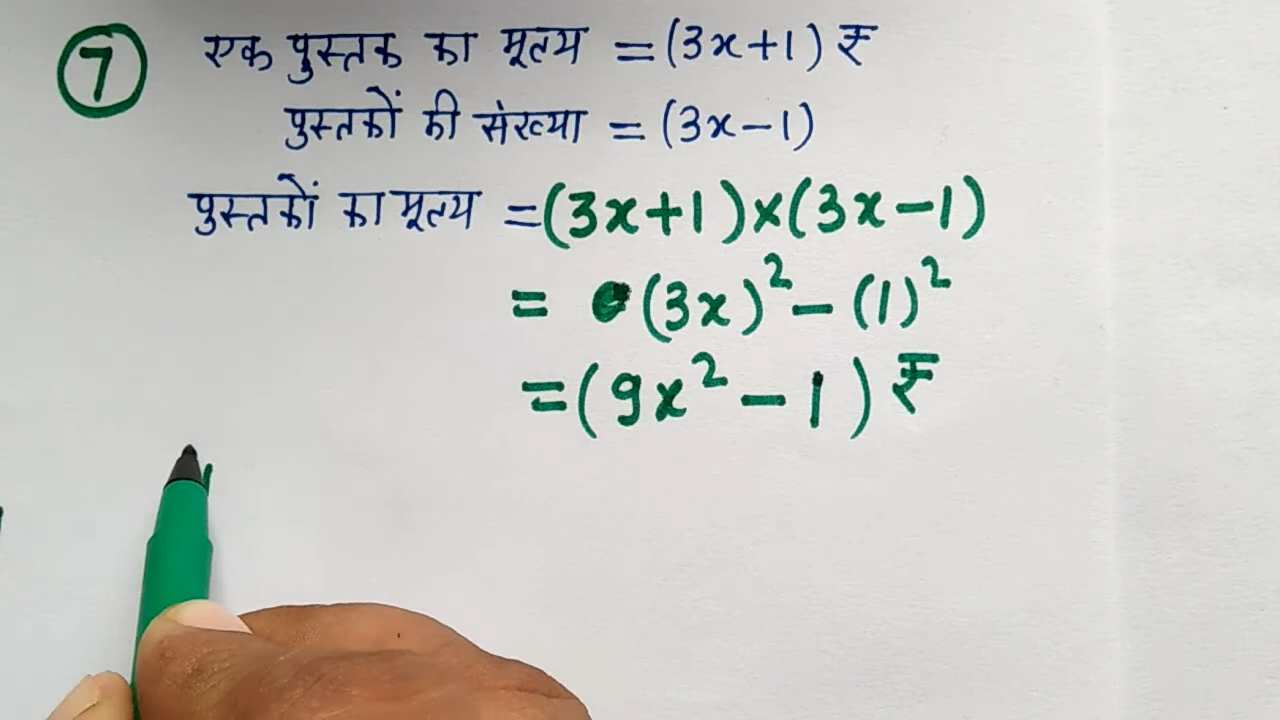 7 एक पुस्तक का मूल्य = (3x+1) ₹
पुस्तकों की संख्या = (3x-1)
पुस्तकों का मूल्य = (3x+1)×(3x-1)
= (3x)² - (1)²
= (9x² - 1) ₹